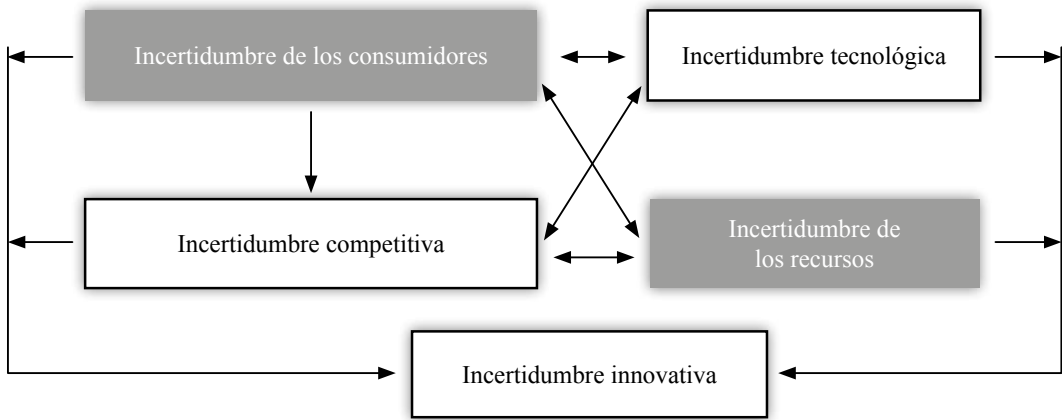 Incertidumbre de los consumidores
Incertidumbre tecnológica
Incertidumbre competitiva
Incertidumbre de
los recursos
Incertidumbre innovativa